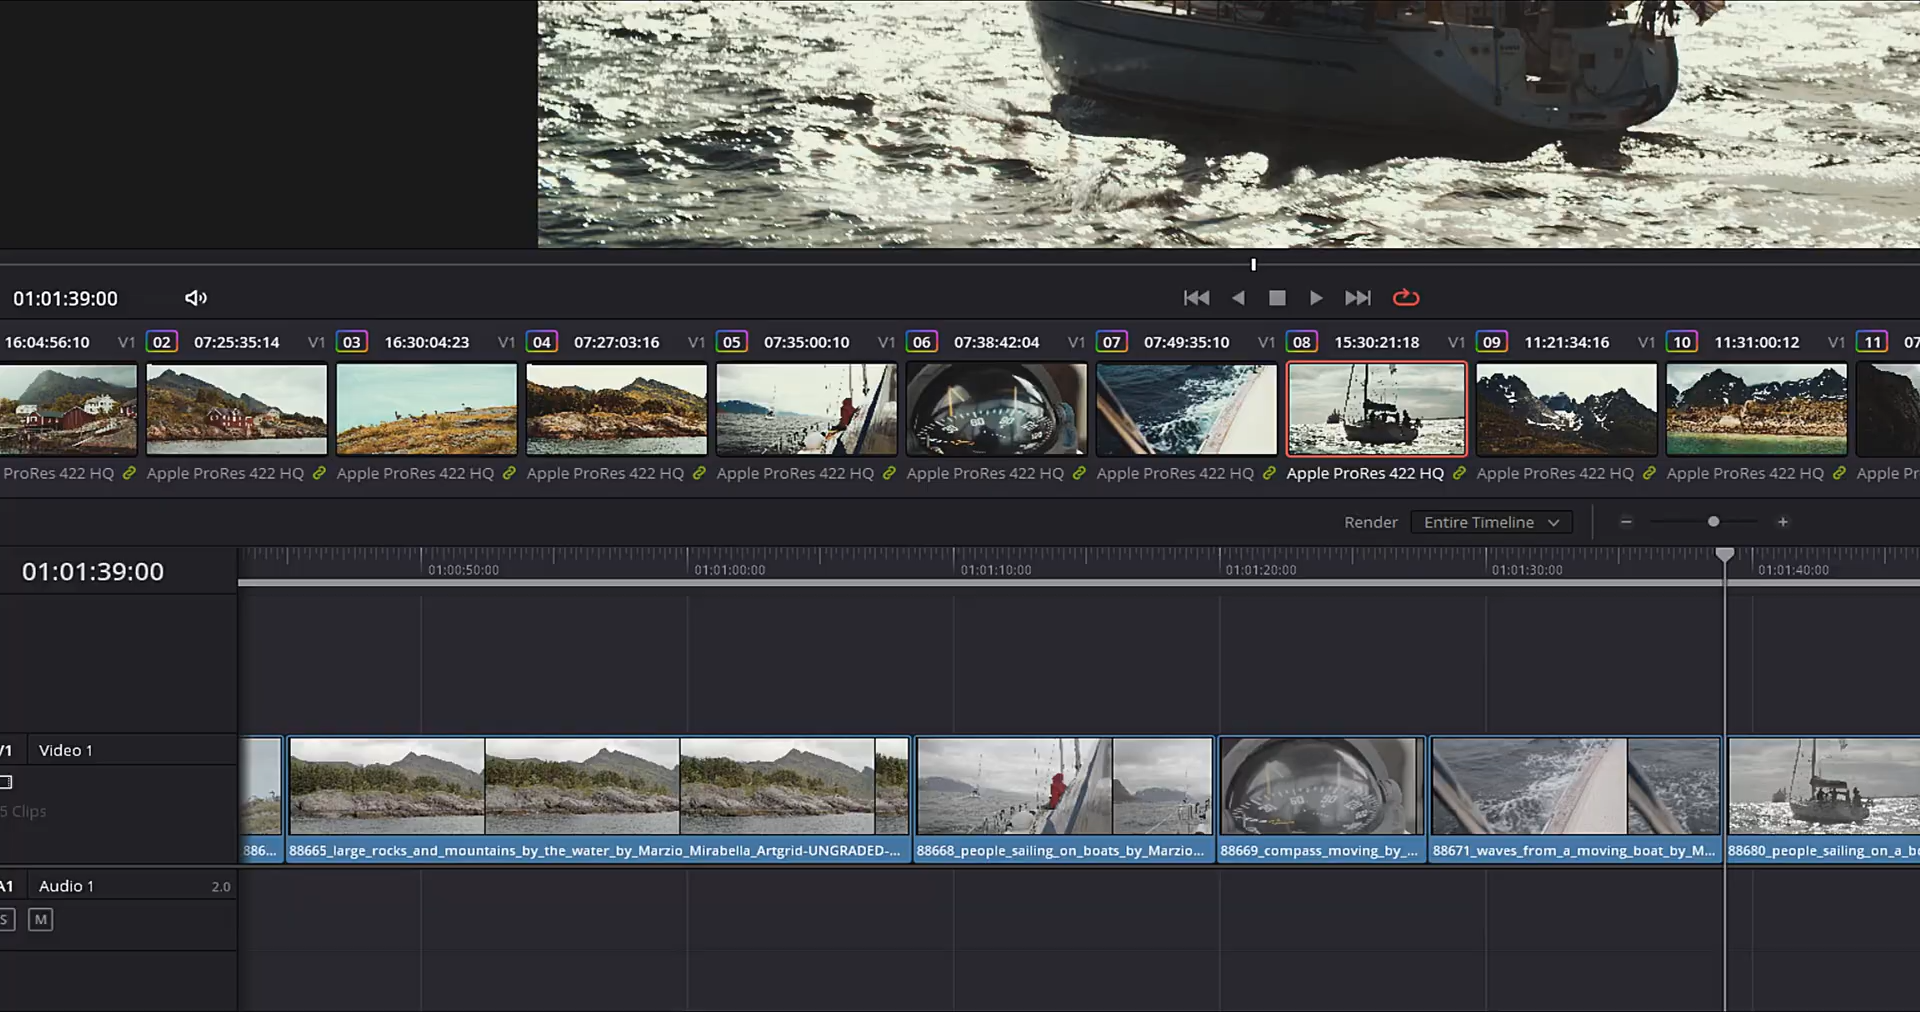 01:01:39:00
16:04:56:10 V1 02 07:25:35:14 V1 03 16:30:04:23 V1 04 07:27:03:16 V1 05 07:35:00:10 V1 06 07:38:42:04 V1 07 07:49:35:10 V1 08 15:30:21:18 V1 09 11:21:34:16 V1 10 11:31:00:12 V1 11 07
ProRes 422 HQ Apple ProRes 422 HQ Apple ProRes 422 HQ Apple ProRes 422 HQ Apple ProRes 422 HQ Apple ProRes 422 HQ Apple ProRes 422 HQ Apple ProRes 422 HQ Apple ProRes 422 HQ Apple ProRes 422 HQ Apple P
Render Entire Timeline
01:01:39:00
01:00:50:00 01:01:00:00 01:01:10:00 01:01:20:00 01:01:30:00 01:01:40:00
V1 Video 1
5 Clips
886... 88665_large_rocks_and_mountains_by_the_water_by_Marzio_Mirabella_Artgrid-UNGRADED-... 88668_people_sailing_on_boats_by_Marzio... 88669_compass_moving_by_... 88671_waves_from_a_moving_boat_by_M... 88680_people_sailing_on_a_bo
A1 Audio 1 2.0
S M